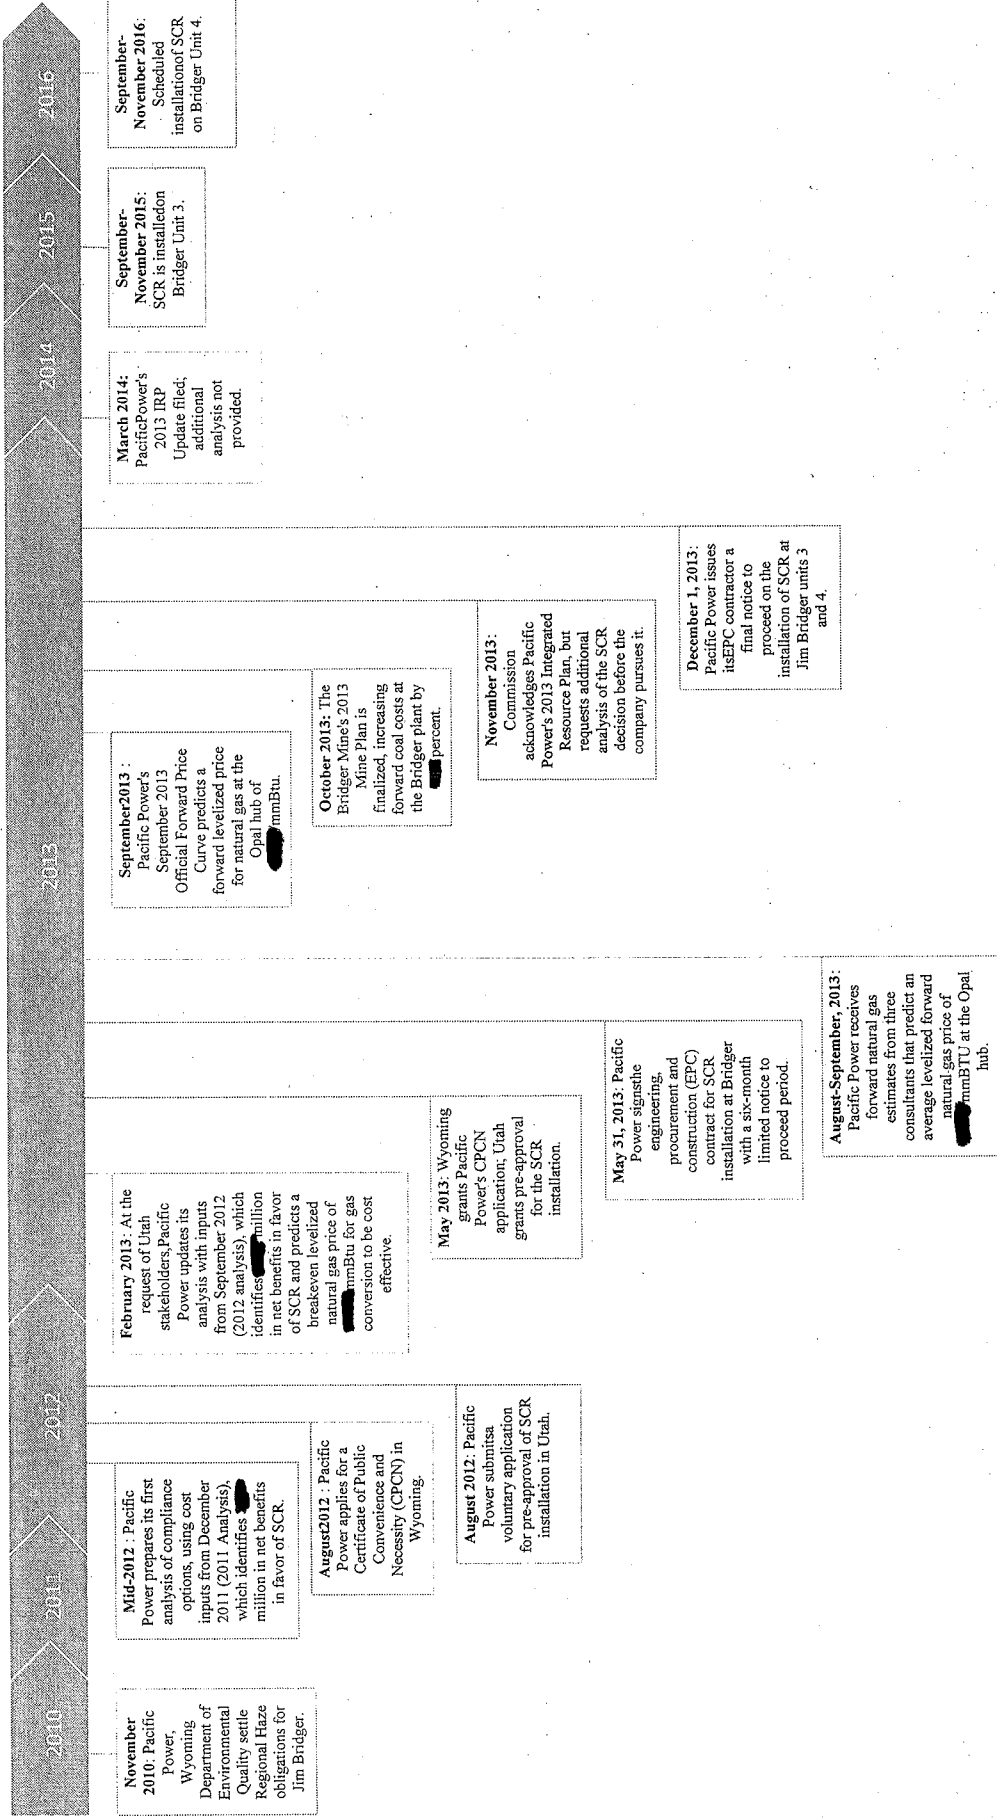 2010
2011
2012
2013
2014
2015
2016
November
2010: Pacific
Power,
Wyoming
Department of
Environmental
Quality settle
Regional Haze
obligations for
Jim Bridger.
Mid-2012 : Pacific
Power prepares its first
analysis of compliance
options, using cost
inputs from December
2011 (2011 Analysis),
which identifies
million in net benefits
in favor of SCR.
August2012 : Pacific
Power applies for a
Certificate of Public
Convenience and
Necessity (CPCN) in
Wyoming.
August 2012: Pacific
Power submitsa
voluntary application
for pre-approval of SCR
installation in Utah.
February 2013: At the
request of Utah
stakeholders,Pacific
Power updates its
analysis with inputs
from September 2012
(2012 analysis), which
identifies million
in net benefits in favor
of SCR and predicts a
breakeven levelized
natural gas price of
mmBtu for gas
conversion to be cost
effective.
May 2013: Wyoming
grants Pacific
Power's CPCN
application; Utah
grants pre-approval
for the SCR
installation.
May 31, 2013: Pacific
Power signsthe
engineering,
procurement and
construction (EPC)
contract for SCR
installation at Bridger
with a six-month
limited notice to
proceed period.
August-September, 2013:
Pacific Power receives
forward natural gas
estimates from three
consultants that predict an
average levelized forward
natural-gas price of
/mmBTU at the Opal
hub.
September2013 :
Pacific Power's
September 2013
Official Forward Price
Curve predicts a
forward levelized price
for natural gas at the
Opal hub of
/mmBtu.
October 2013: The
Bridger Mine's 2013
Mine Plan is
finalized, increasing
forward coal costs at
the Bridger plant by
percent.
November 2013:
Commission
acknowledges Pacific
Power's 2013 Integrated
Resource Plan, but
requests additional
analysis of the SCR
decision before the
company pursues it.
December 1, 2013:
Pacific Power issues
itsEPC contractor a
final notice to
proceed on the
installation of SCR at
Jim Bridger units 3
and 4.
March 2014:
PacificPower's
2013 IRP
Update filed;
additional
analysis not
provided.
September-
November 2015:
SCR is installedon
Bridger Unit 3.
September-
November 2016:
Scheduled
installationof SCR
on Bridger Unit 4.